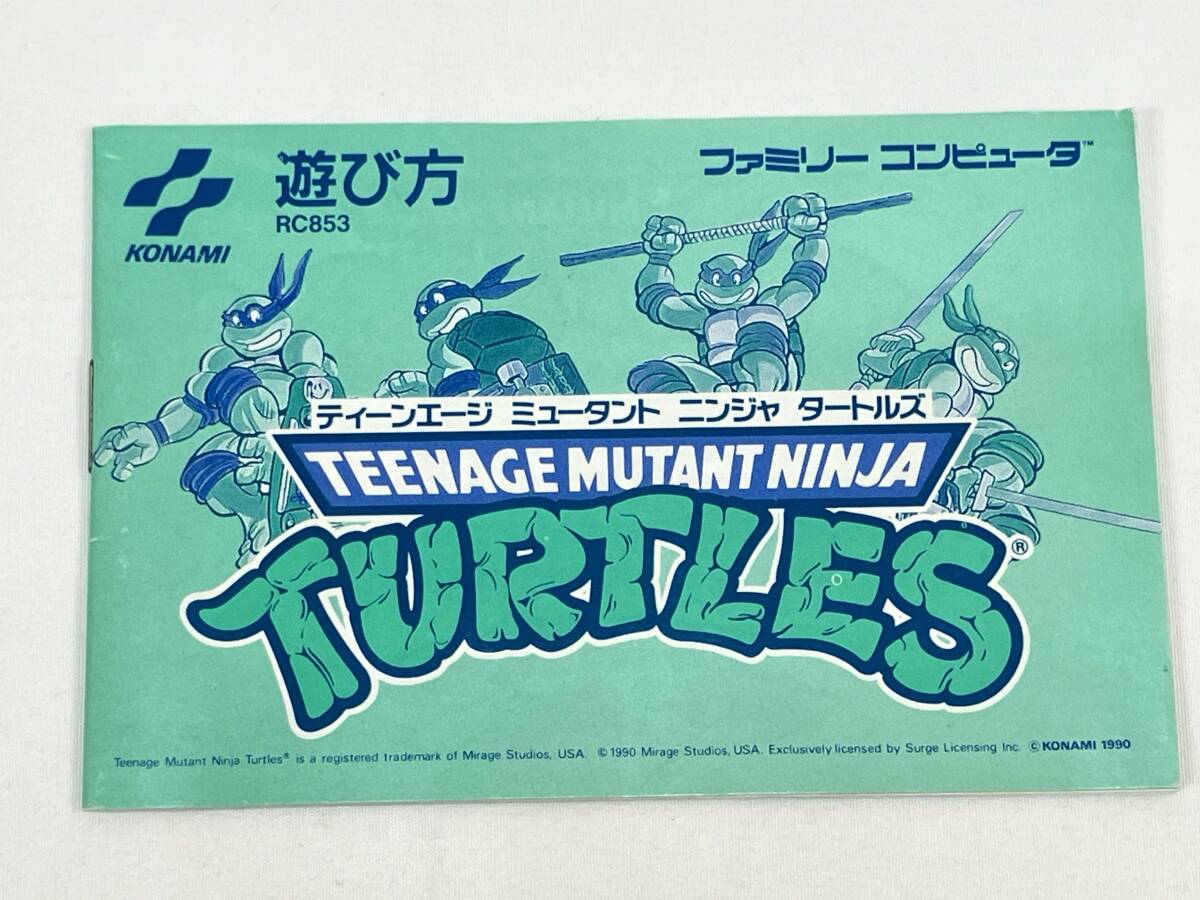 KONAMI
遊び方
RC853
ファミリー コンピュータ™
ティーンエージ ミュータント ニンジャ タートルズ
TEENAGE MUTANT NINJA
TURTLES®
Teenage Mutant Ninja Turtles® is a registered trademark of Mirage Studios, USA. © 1990 Mirage Studios, USA. Exclusively licensed by Surge Licensing Inc. © KONAMI 1990